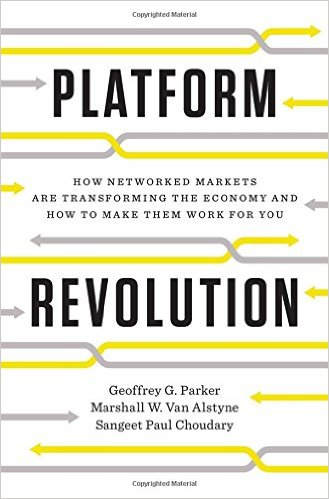 Copyrighted Material
PLATFORM
HOW NETWORKED MARKETS
ARE TRANSFORMING THE ECONOMY AND
HOW TO MAKE THEM WORK FOR YOU
REVOLUTION
Geoffrey G. Parker
Marshall W. Van Alstyne
Sangeet Paul Choudary
Copyrighted Material